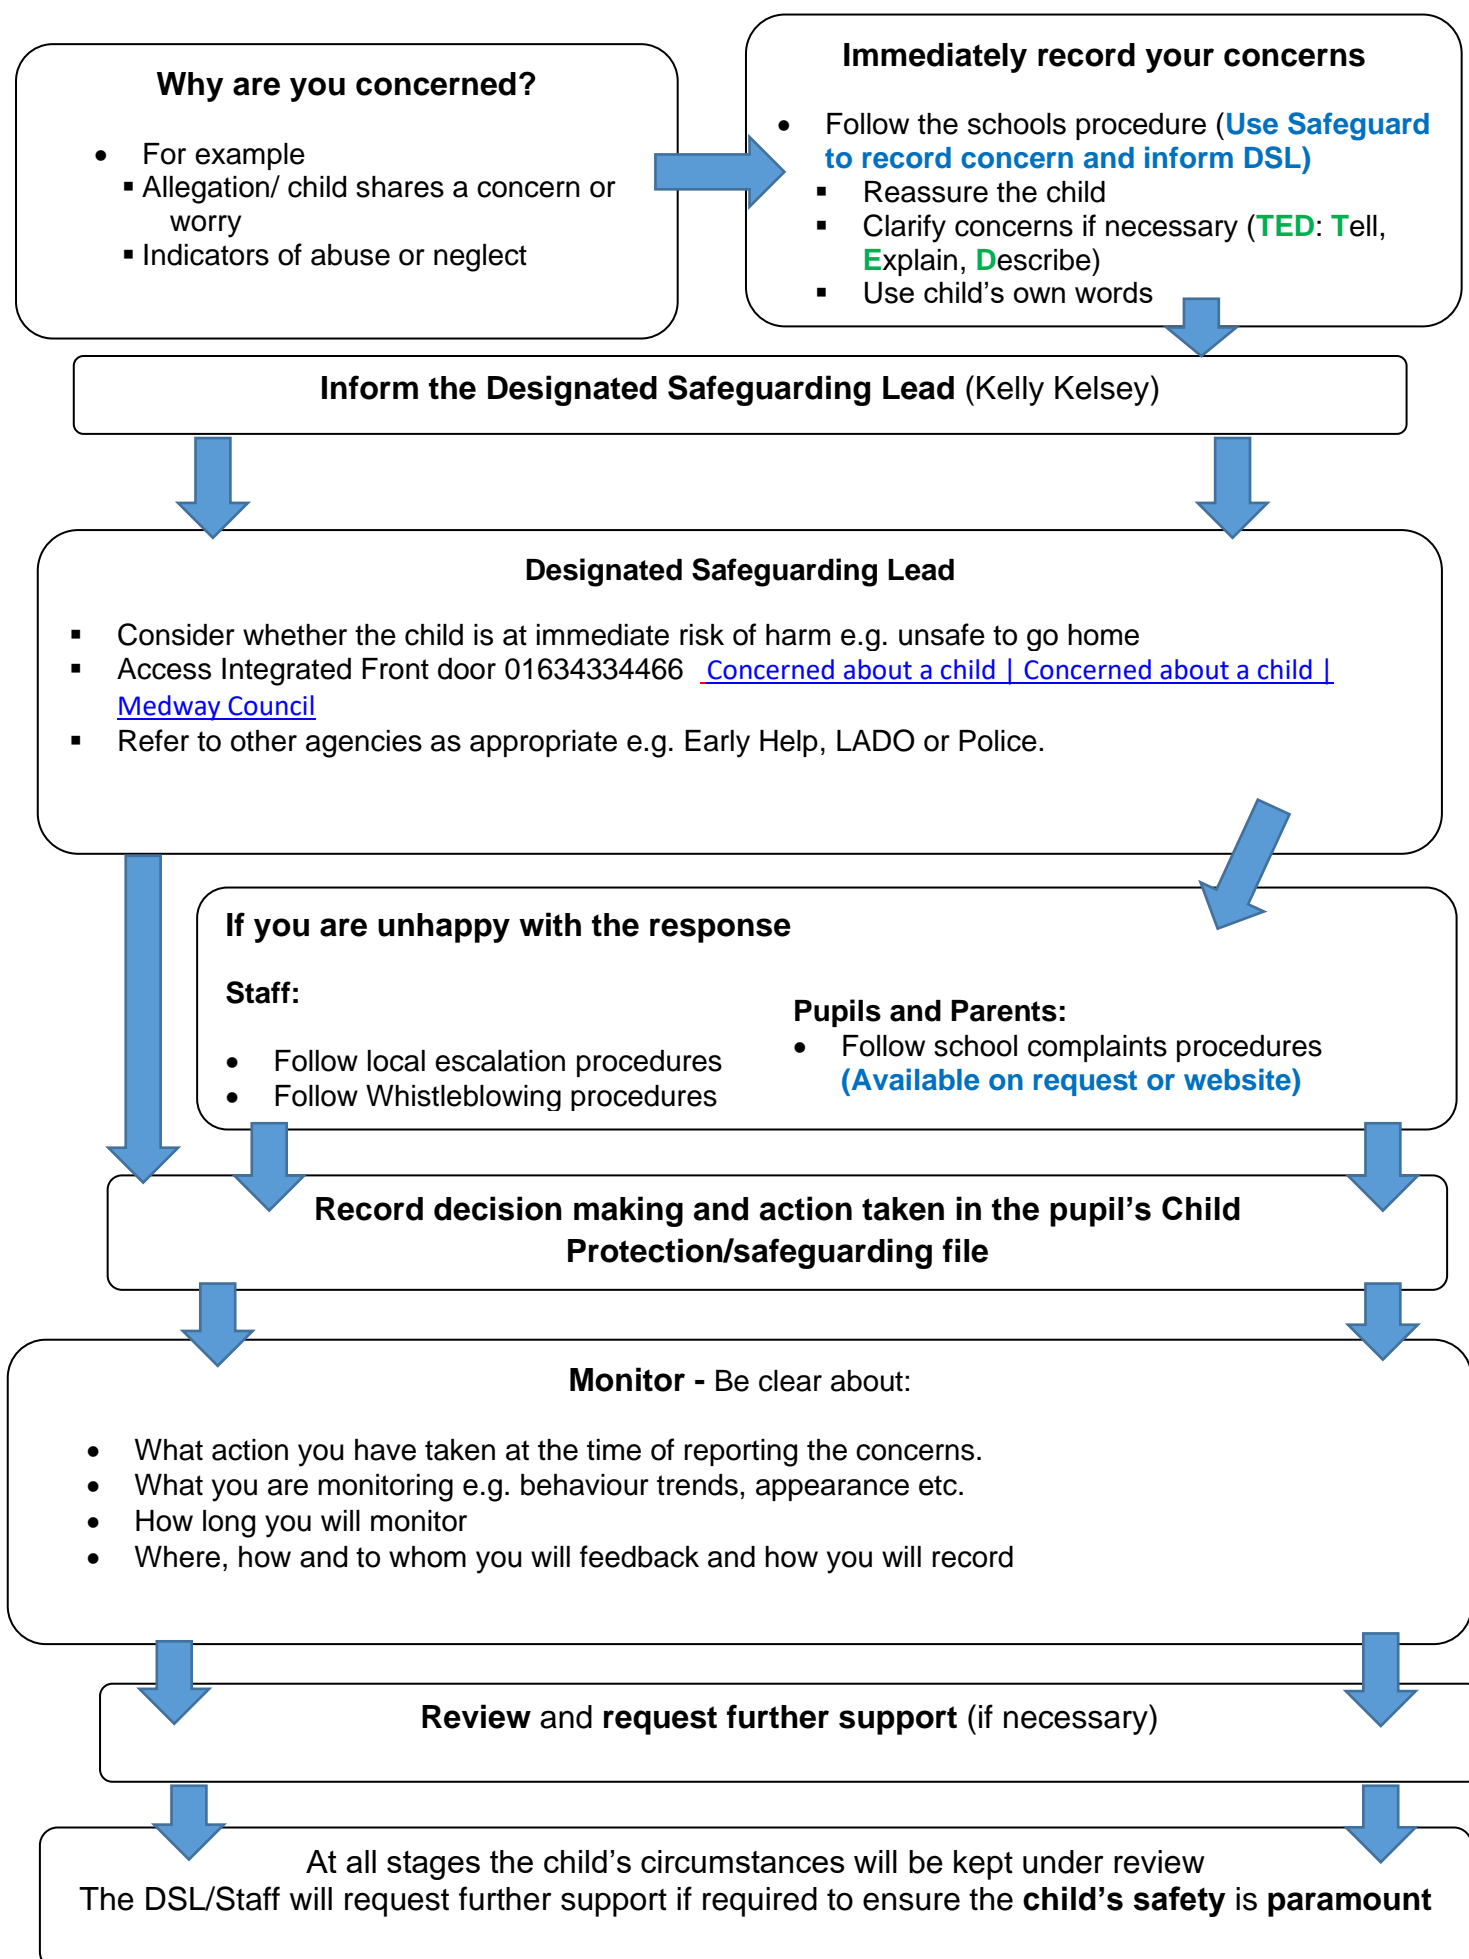 Why are you concerned?
• For example
▪ Allegation/ child shares a concern or
worry
▪ Indicators of abuse or neglect
Immediately record your concerns
• Follow the schools procedure (Use Safeguard
to record concern and inform DSL)
▪ Reassure the child
▪ Clarify concerns if necessary (TED: Tell,
Explain, Describe)
▪ Use child's own words
Inform the Designated Safeguarding Lead (Kelly Kelsey)
Designated Safeguarding Lead
▪ Consider whether the child is at immediate risk of harm e.g. unsafe to go home
▪ Access Integrated Front door 01634334466 Concerned about a child | Concerned about a child |
Medway Council
▪ Refer to other agencies as appropriate e.g. Early Help, LADO or Police.
If you are unhappy with the response
Staff:
• Follow local escalation procedures
• Follow Whistleblowing procedures
Pupils and Parents:
• Follow school complaints procedures
(Available on request or website)
Record decision making and action taken in the pupil's Child
Protection/safeguarding file
Monitor - Be clear about:
• What action you have taken at the time of reporting the concerns.
• What you are monitoring e.g. behaviour trends, appearance etc.
• How long you will monitor
• Where, how and to whom you will feedback and how you will record
Review and request further support (if necessary)
At all stages the child's circumstances will be kept under review
The DSL/Staff will request further support if required to ensure the child's safety is paramount